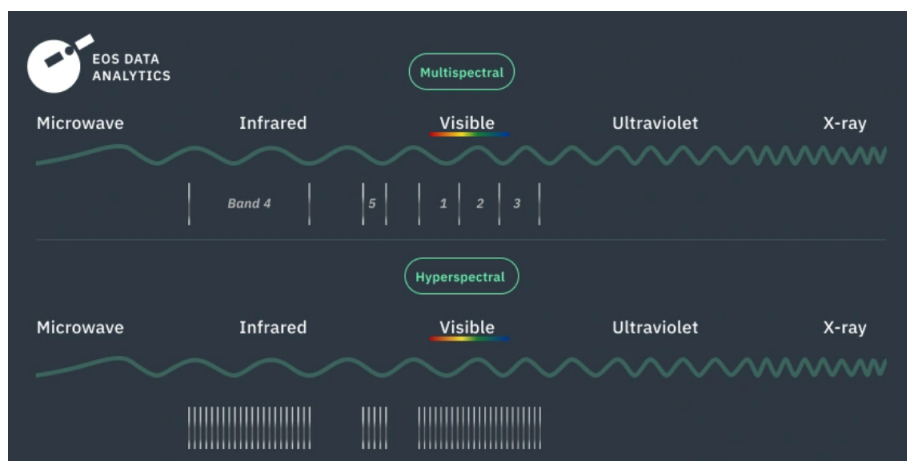 EOS DATA
ANALYTICS
Multispectral
Microwave Infrared Visible Ultraviolet X-ray
Band 4 5 1 2 3
Hyperspectral
Microwave Infrared Visible Ultraviolet X-ray